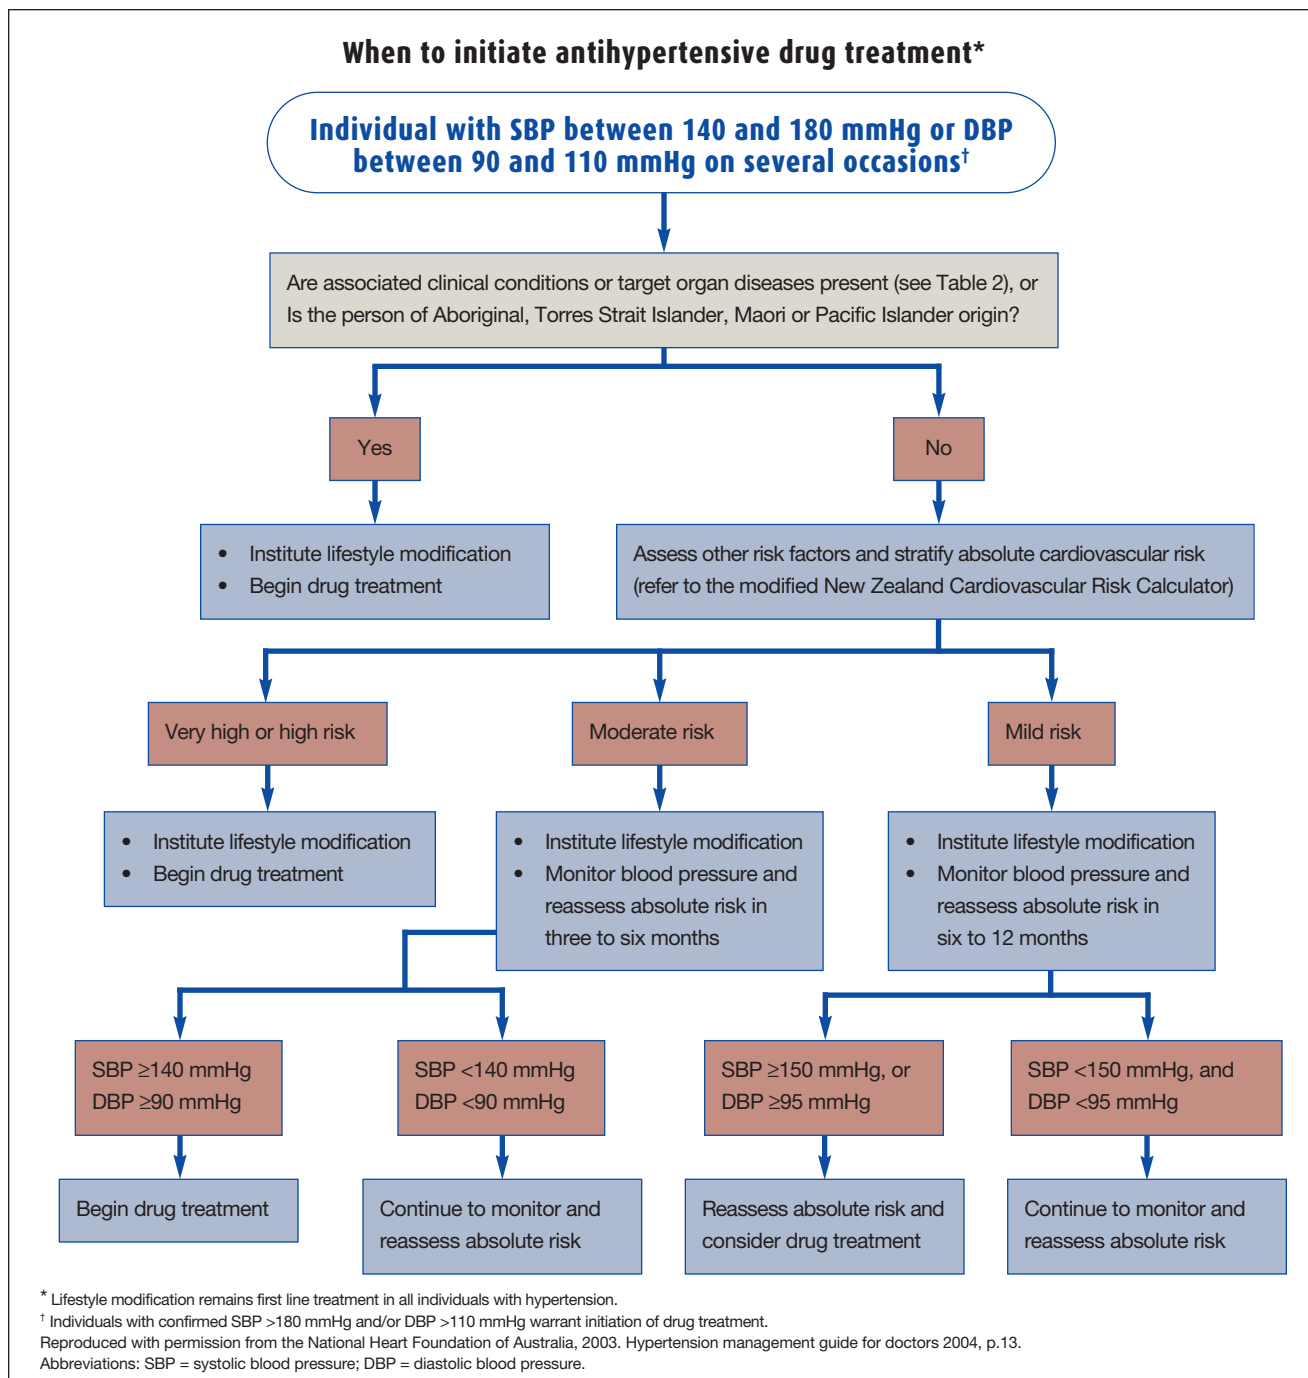 When to initiate antihypertensive drug treatment*
Individual with SBP between 140 and 180 mmHg or DBP
between 90 and 110 mmHg on several occasions†
Are associated clinical conditions or target organ diseases present (see Table 2), or
Is the person of Aboriginal, Torres Strait Islander, Maori or Pacific Islander origin?
Yes
No
• Institute lifestyle modification
• Begin drug treatment
Assess other risk factors and stratify absolute cardiovascular risk
(refer to the modified New Zealand Cardiovascular Risk Calculator)
Very high or high risk
Moderate risk
Mild risk
• Institute lifestyle modification
• Begin drug treatment
• Institute lifestyle modification
• Monitor blood pressure and
reassess absolute risk in
three to six months
• Institute lifestyle modification
• Monitor blood pressure and
reassess absolute risk in
six to 12 months
SBP ≥140 mmHg
DBP ≥90 mmHg
SBP <140 mmHg
DBP <90 mmHg
SBP ≥150 mmHg, or
DBP ≥95 mmHg
SBP <150 mmHg, and
DBP <95 mmHg
Begin drug treatment
Continue to monitor and
reassess absolute risk
Reassess absolute risk and
consider drug treatment
Continue to monitor and
reassess absolute risk
* Lifestyle modification remains first line treatment in all individuals with hypertension.
† Individuals with confirmed SBP >180 mmHg and/or DBP >110 mmHg warrant initiation of drug treatment.
Reproduced with permission from the National Heart Foundation of Australia, 2003. Hypertension management guide for doctors 2004, p.13.
Abbreviations: SBP = systolic blood pressure; DBP = diastolic blood pressure.